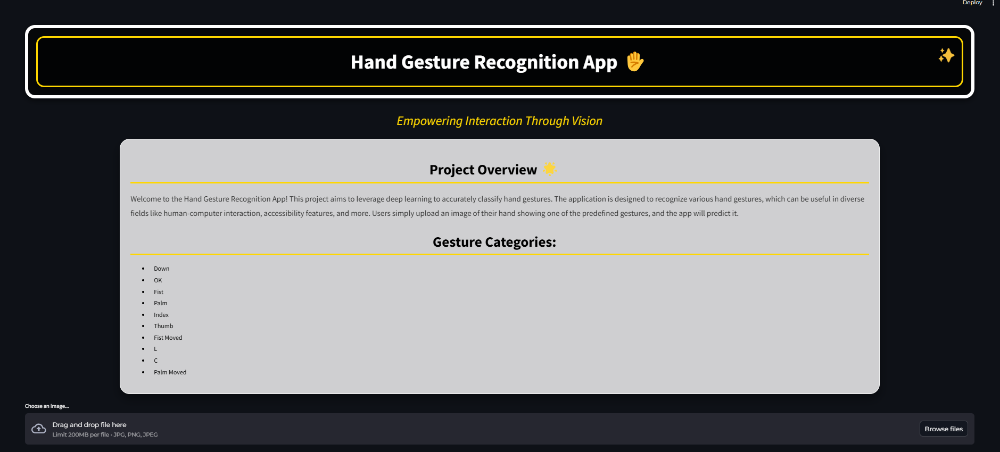 Deploy
Hand Gesture Recognition App
Empowering Interaction Through Vision
Project Overview
Welcome to the Hand Gesture Recognition App! This project aims to leverage deep learning to accurately classify hand gestures. The application is designed to recognize various hand gestures, which can be useful in diverse
fields like human-computer interaction, accessibility features, and more. Users simply upload an image of their hand showing one of the predefined gestures, and the app will predict it.
Gesture Categories:
Down
OK
Fist
Palm
Index
Thumb
Fist Moved
L
C
Palm Moved
Choose an image...
Drag and drop file here
Limit 200MB per file • JPG, PNG, JPEG
Browse files